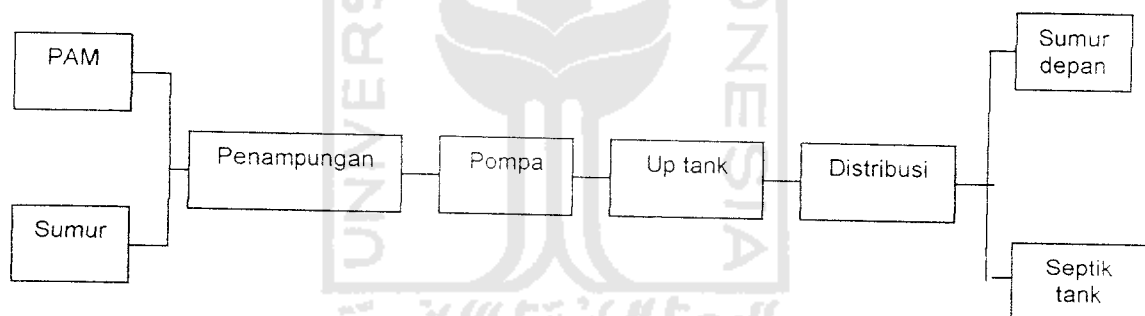 PAM
Sumur
Penampungan
Pompa
Up tank
Distribusi
Sumur
depan
Septik
tank